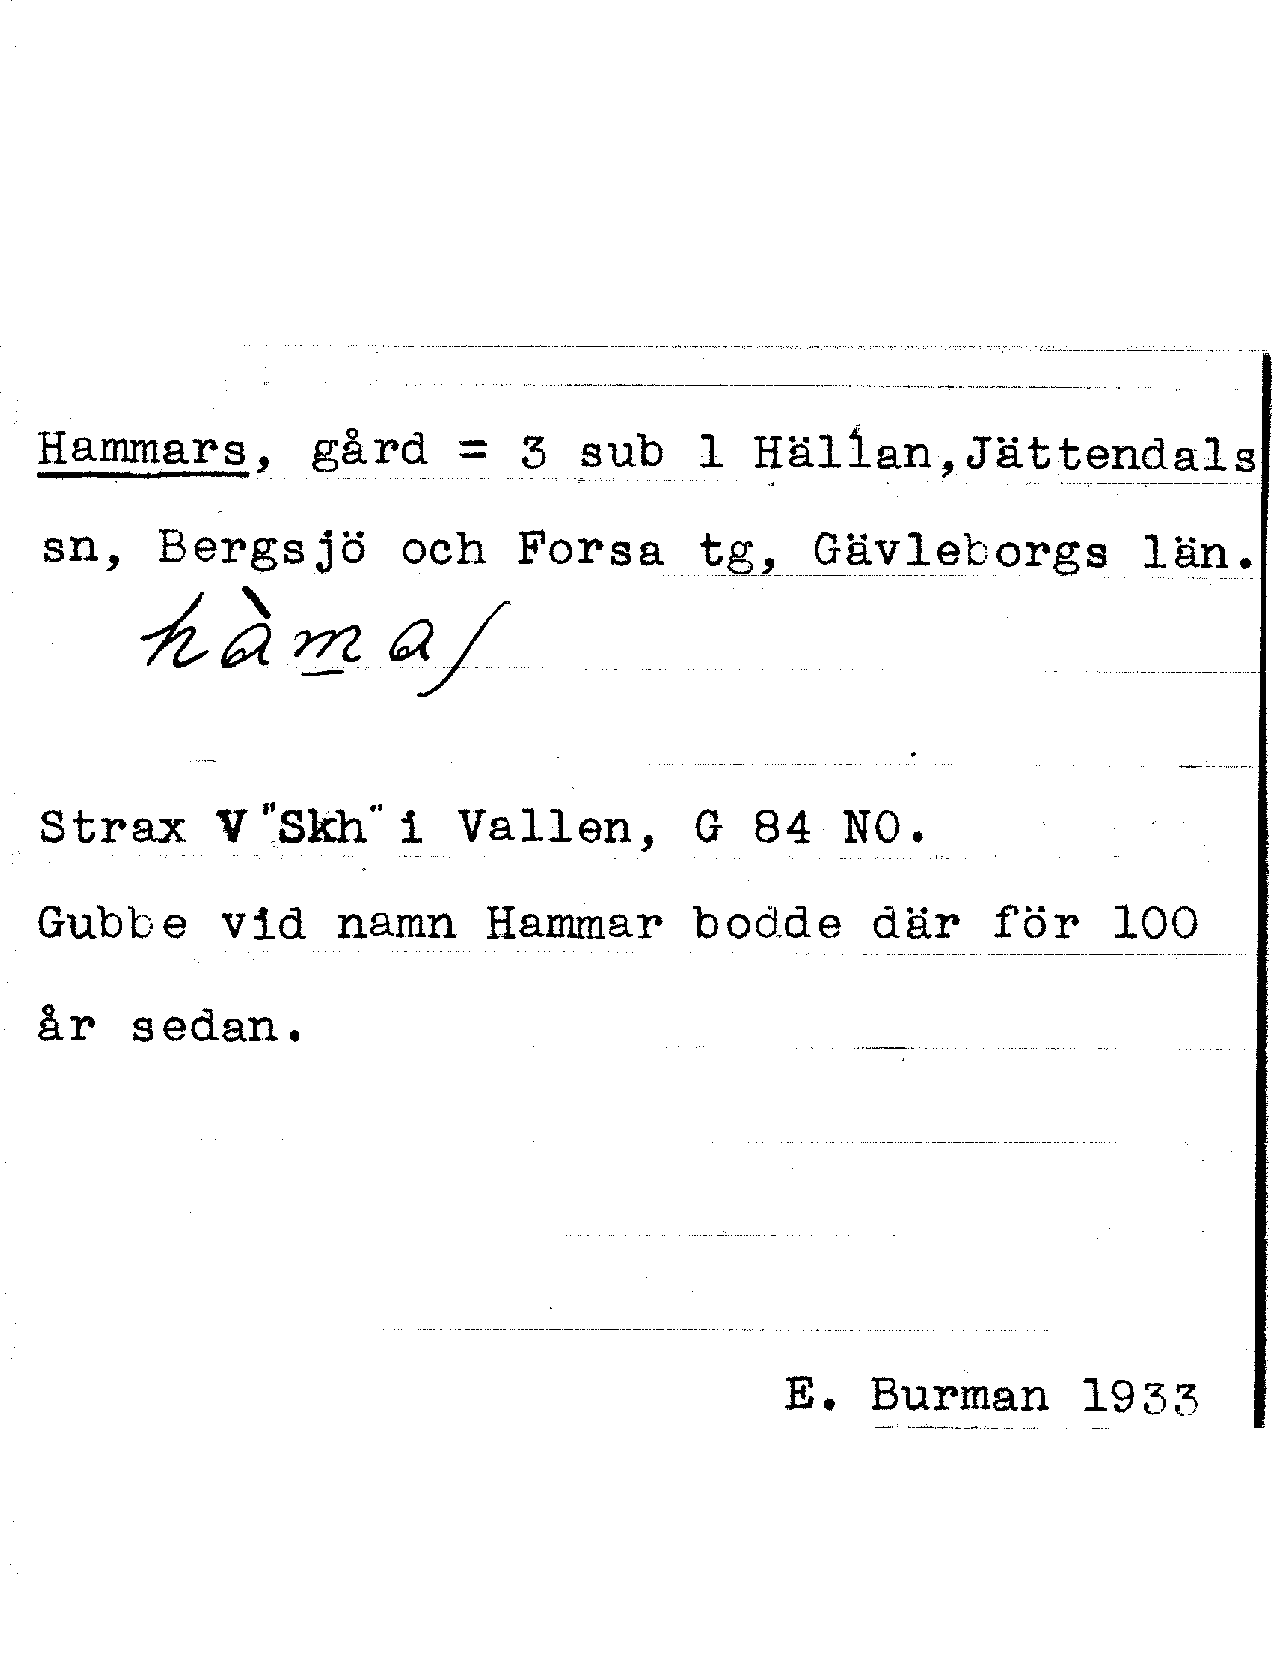 Hammars, gård = 3 sub 1 Hällan, Jättendals
sn, Bergsjö och Forsa tg, Gävleborgs län.
hàmaʃ
Strax V "Skh" i Vallen, G 84 NO.
Gubbe vid namn Hammar bodde där för 100
år sedan.
E. Burman 1933